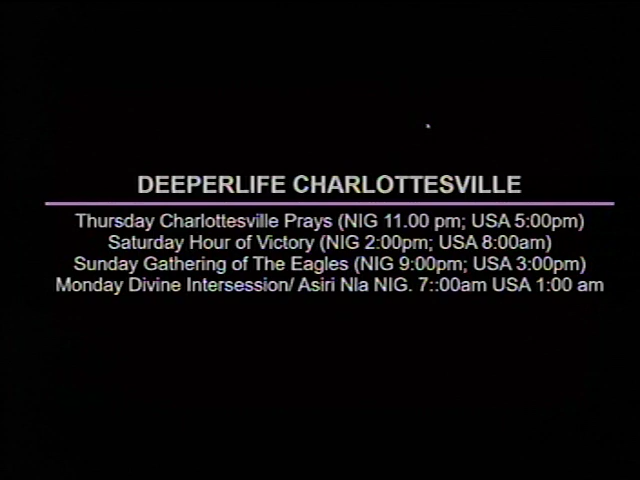 DEEPERLIFE CHARLOTTESVILLE
Thursday Charlottesville Prays (NIG 11.00 pm; USA 5:00pm)
Saturday Hour of Victory (NIG 2:00pm; USA 8:00am)
Sunday Gathering of The Eagles (NIG 9:00pm; USA 3:00pm)
Monday Divine Intersession/ Asiri Nla NIG. 7::00am USA 1:00 am